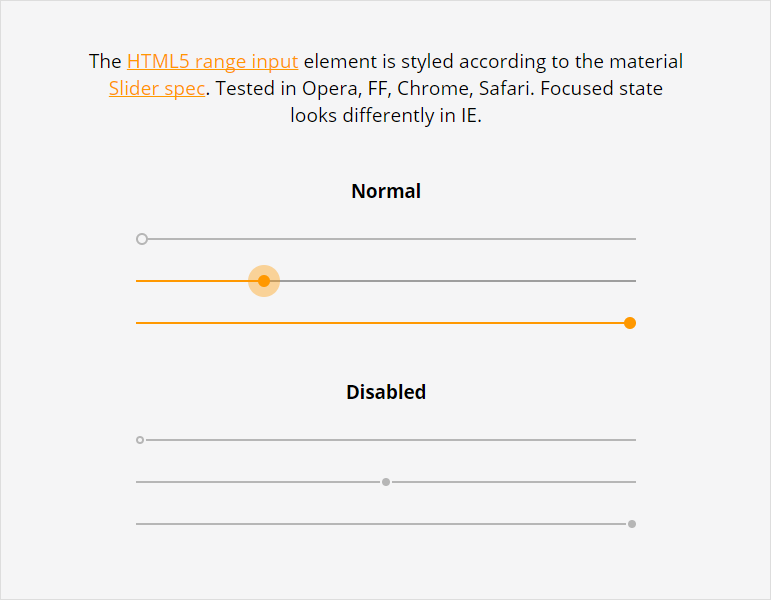 The HTML5 range input element is styled according to the material
Slider spec. Tested in Opera, FF, Chrome, Safari. Focused state
looks differently in IE.
Normal
Disabled